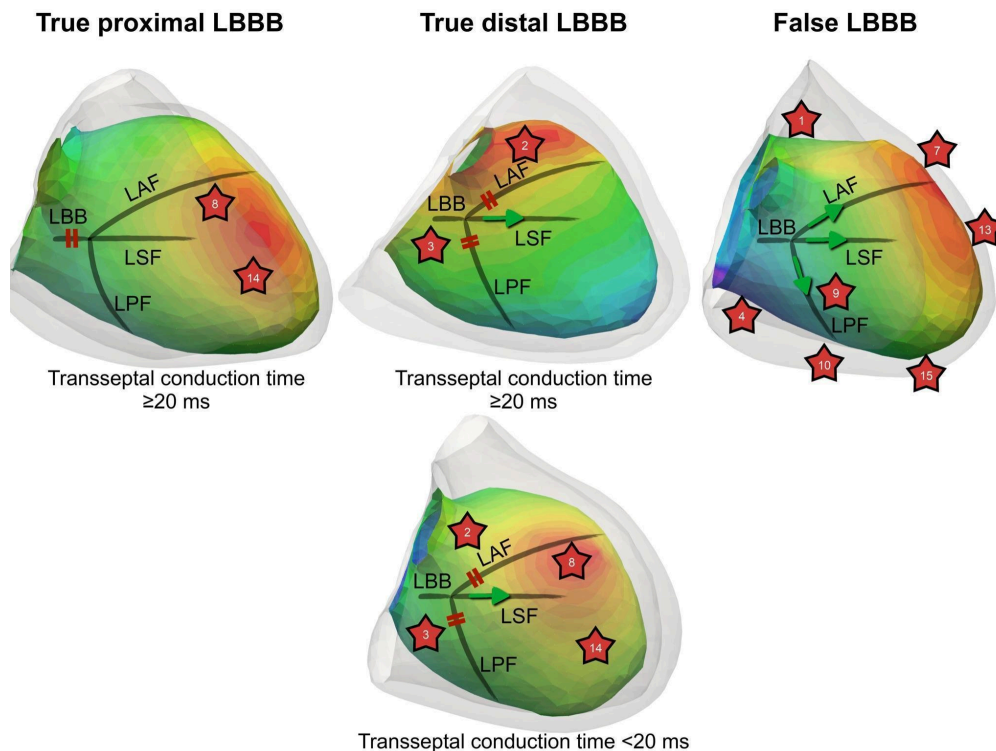 True proximal LBBB
True distal LBBB
False LBBB
LBB
LAF
LSF
LPF
8
14
Transseptal conduction time
≥20 ms
2
LAF
LBB
LSF
3
LPF
Transseptal conduction time
≥20 ms
1
7
LAF
LBB
LSF
13
9
LPF
4
10
15
2
LAF
8
LBB
LSF
3
LPF
14
Transseptal conduction time <20 ms